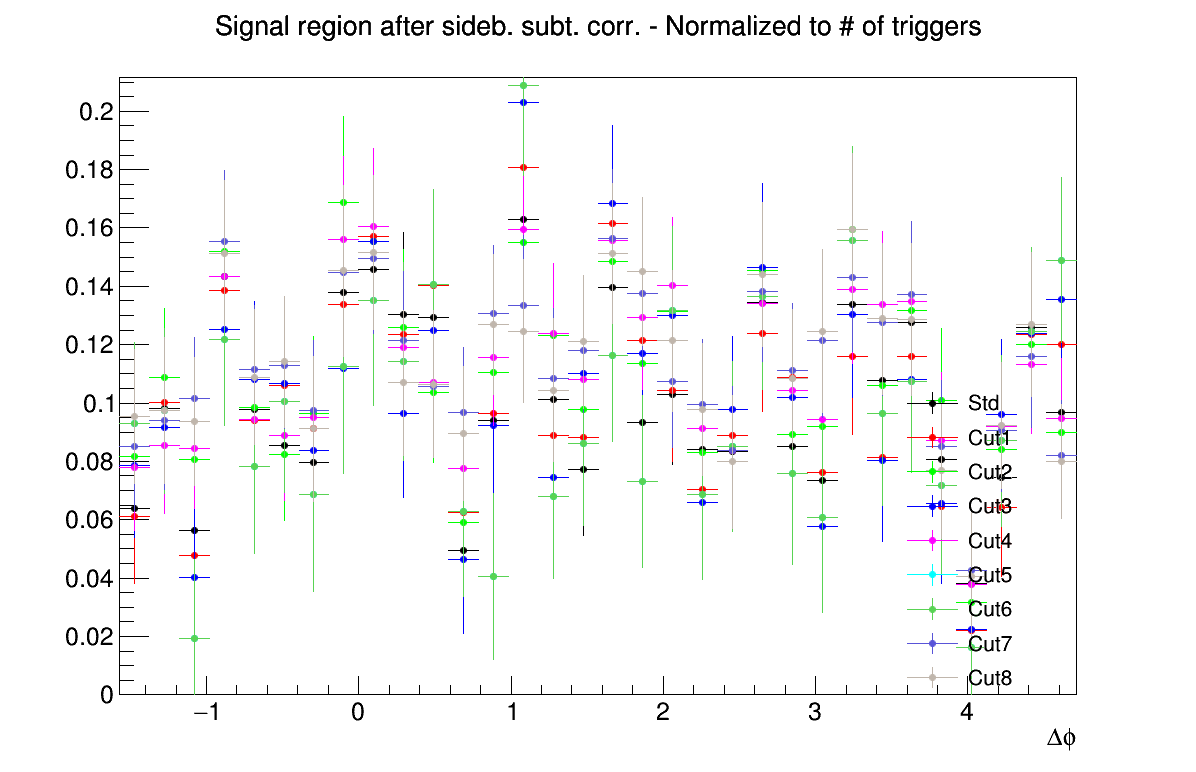 Signal region after sideb. subt. corr. - Normalized to # of triggers
0.2
0.18
0.16
0.14
0.12
0.1
0.08
0.06
0.04
0.02
0
−1
0
1
2
3
4
Δϕ
Std
Cut1
Cut2
Cut3
Cut4
Cut5
Cut6
Cut7
Cut8